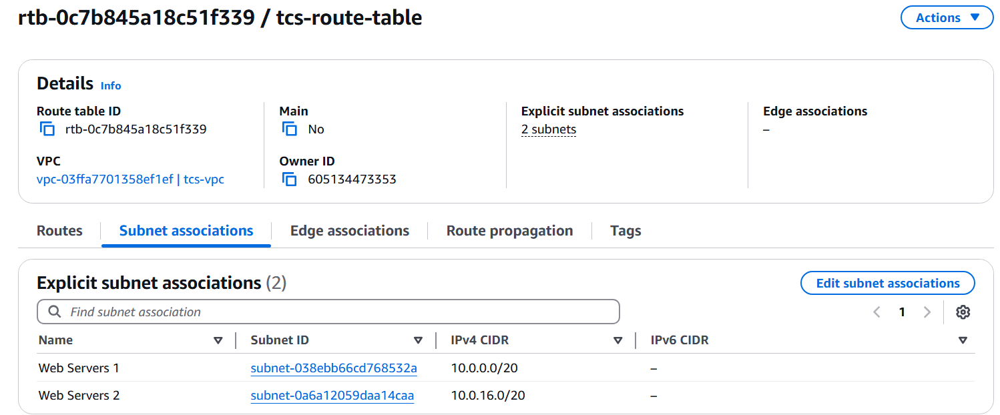 rtb-0c7b845a18c51f339 / tcs-route-table
Actions
Details Info
Route table ID
rtb-0c7b845a18c51f339
Main
No
Explicit subnet associations
2 subnets
Edge associations
–
VPC
vpc-03ffa7701358ef1ef | tcs-vpc
Owner ID
605134473353
Routes
Subnet associations
Edge associations
Route propagation
Tags
Explicit subnet associations (2)
Edit subnet associations
Find subnet association
1
Name Subnet ID IPv4 CIDR IPv6 CIDR
Web Servers 1 subnet-038ebb66cd768532a 10.0.0.0/20 –
Web Servers 2 subnet-0a6a12059daa14caa 10.0.16.0/20 –